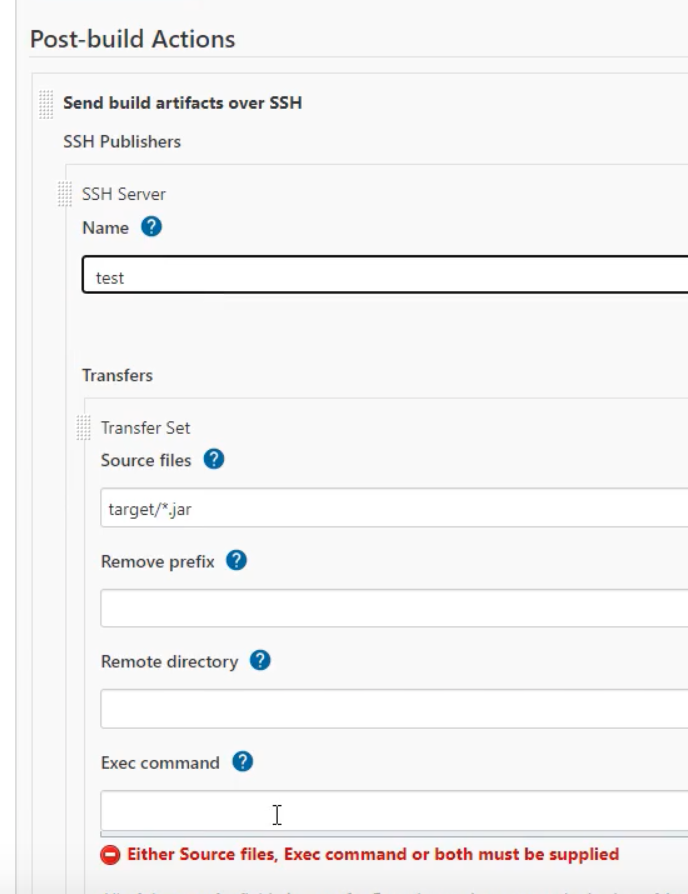 Post-build Actions
Send build artifacts over SSH
SSH Publishers
SSH Server
Name ?
test
Transfers
Transfer Set
Source files ?
target/*.jar
Remove prefix ?
Remote directory ?
Exec command ?
Either Source files, Exec command or both must be supplied